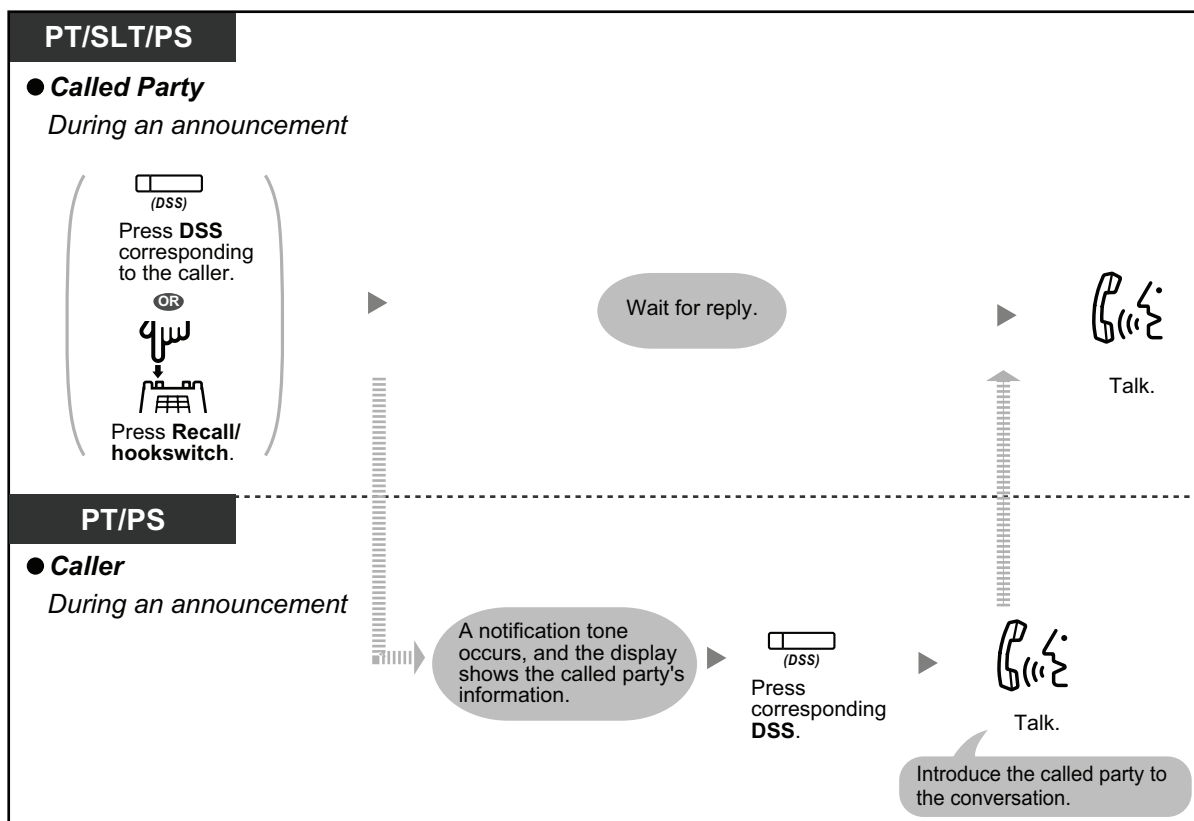 PT/SLT/PS
Called Party
During an announcement
(DSS)
Press DSS
corresponding
to the caller.
OR
Press Recall/
hookswitch.
Wait for reply.
Talk.
PT/PS
Caller
During an announcement
A notification tone
occurs, and the display
shows the called party's
information.
(DSS)
Press
corresponding
DSS.
Talk.
Introduce the called party to
the conversation.